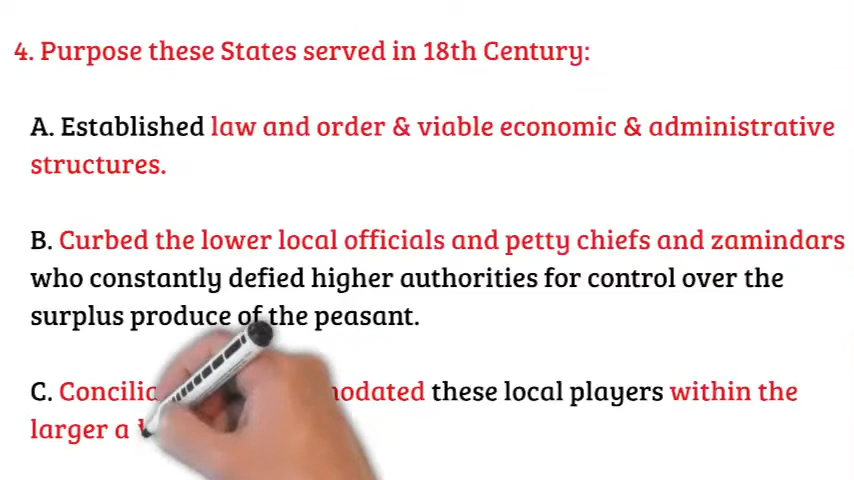 4. Purpose these States served in 18th Century:
A. Established law and order & viable economic & administrative
structures.
B. Curbed the lower local officials and petty chiefs and zamindars
who constantly defied higher authorities for control over the
surplus produce of the peasant.
C. these local players within the
larger a